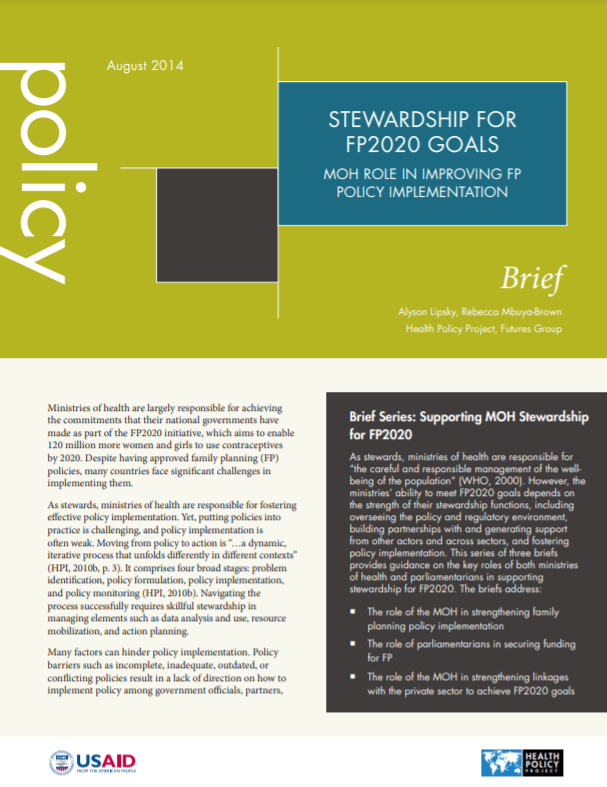 policy
August 2014
STEWARDSHIP FOR
FP2020 GOALS
MOH ROLE IN IMPROVING FP
POLICY IMPLEMENTATION
Brief
Alyson Lipsky, Rebecca Mbuya-Brown
Health Policy Project, Futures Group
Ministries of health are largely responsible for achieving
the commitments that their national governments have
made as part of the FP2020 initiative, which aims to enable
120 million more women and girls to use contraceptives
by 2020. Despite having approved family planning (FP)
policies, many countries face significant challenges in
implementing them.
As stewards, ministries of health are responsible for fostering
effective policy implementation. Yet, putting policies into
practice is challenging, and policy implementation is
often weak. Moving from policy to action is “…a dynamic,
iterative process that unfolds differently in different contexts”
(HPI, 2010b, p. 3). It comprises four broad stages: problem
identification, policy formulation, policy implementation,
and policy monitoring (HPI, 2010b). Navigating the
process successfully requires skillful stewardship in
managing elements such as data analysis and use, resource
mobilization, and action planning.
Many factors can hinder policy implementation. Policy
barriers such as incomplete, inadequate, outdated, or
conflicting policies result in a lack of direction on how to
implement policy among government officials, partners,
Brief Series: Supporting MOH Stewardship
for FP2020
As stewards, ministries of health are responsible for
“the careful and responsible management of the well-
being of the population” (WHO, 2000). However, the
ministries’ ability to meet FP2020 goals depends on
the strength of their stewardship functions, including
overseeing the policy and regulatory environment,
building partnerships with and generating support
from other actors and across sectors, and fostering
policy implementation. This series of three briefs
provides guidance on the key roles of both ministries
of health and parliamentarians in supporting
stewardship for FP2020. The briefs address:
▪ The role of the MOH in strengthening family
planning policy implementation
▪ The role of parliamentarians in securing funding
for FP
▪ The role of the MOH in strengthening linkages
with the private sector to achieve FP2020 goals
USAID
FROM THE AMERICAN PEOPLE
HEALTH
POLICY
PROJECT